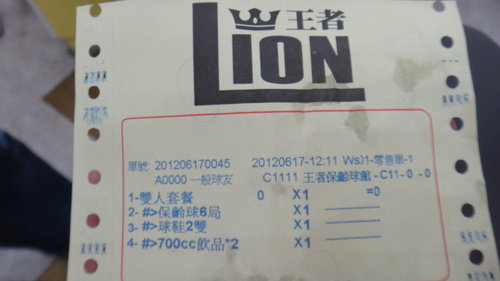 王者
LION
單號: 201206170045 20120617-12:11 Ws01-零售單-1
A0000 一般球友 C1111 王者保齡球館 - C11 - 0 - 0
1-雙人套餐 0 X1 =0
2- #>保齡球6局 X1
3- #>球鞋2雙 X1
4- #>700cc飲品*2 X1